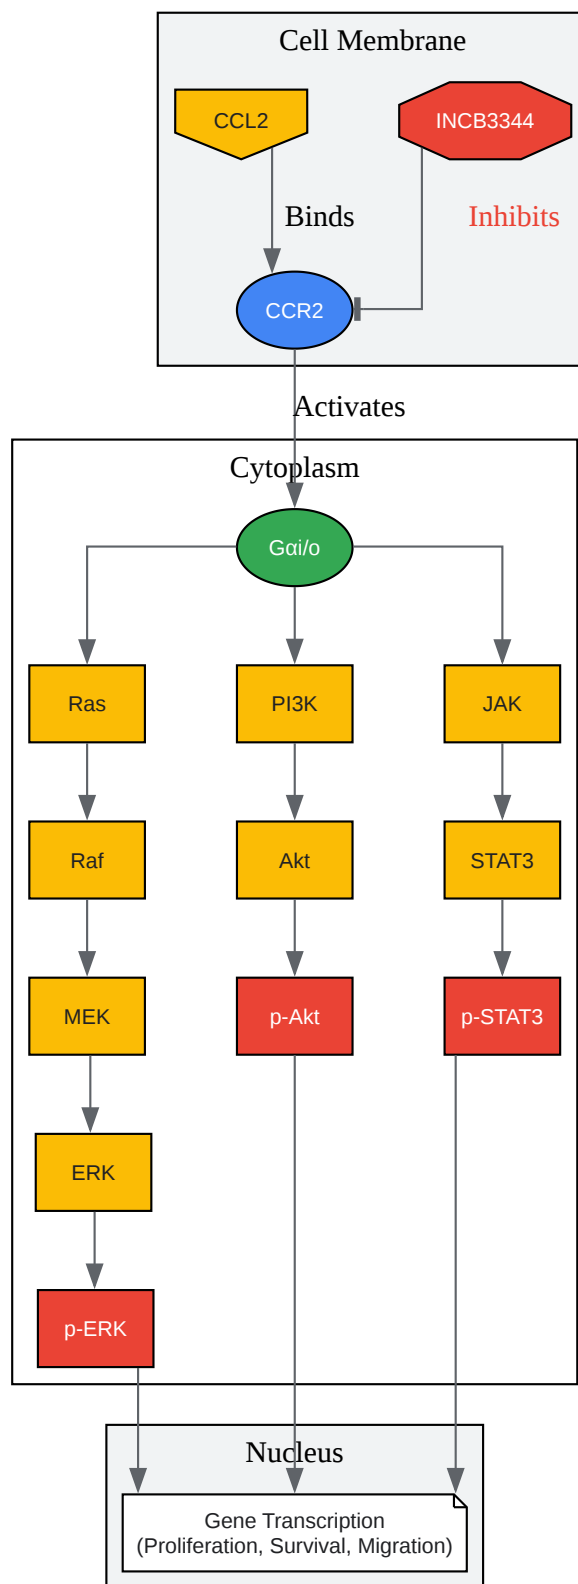 Cell Membrane
CCL2
INCB3344
Binds
Inhibits
CCR2
Activates
Cytoplasm
Gαi/o
Ras
PI3K
JAK
Raf
Akt
STAT3
MEK
p-Akt
p-STAT3
ERK
p-ERK
Nucleus
Gene Transcription
(Proliferation, Survival, Migration)